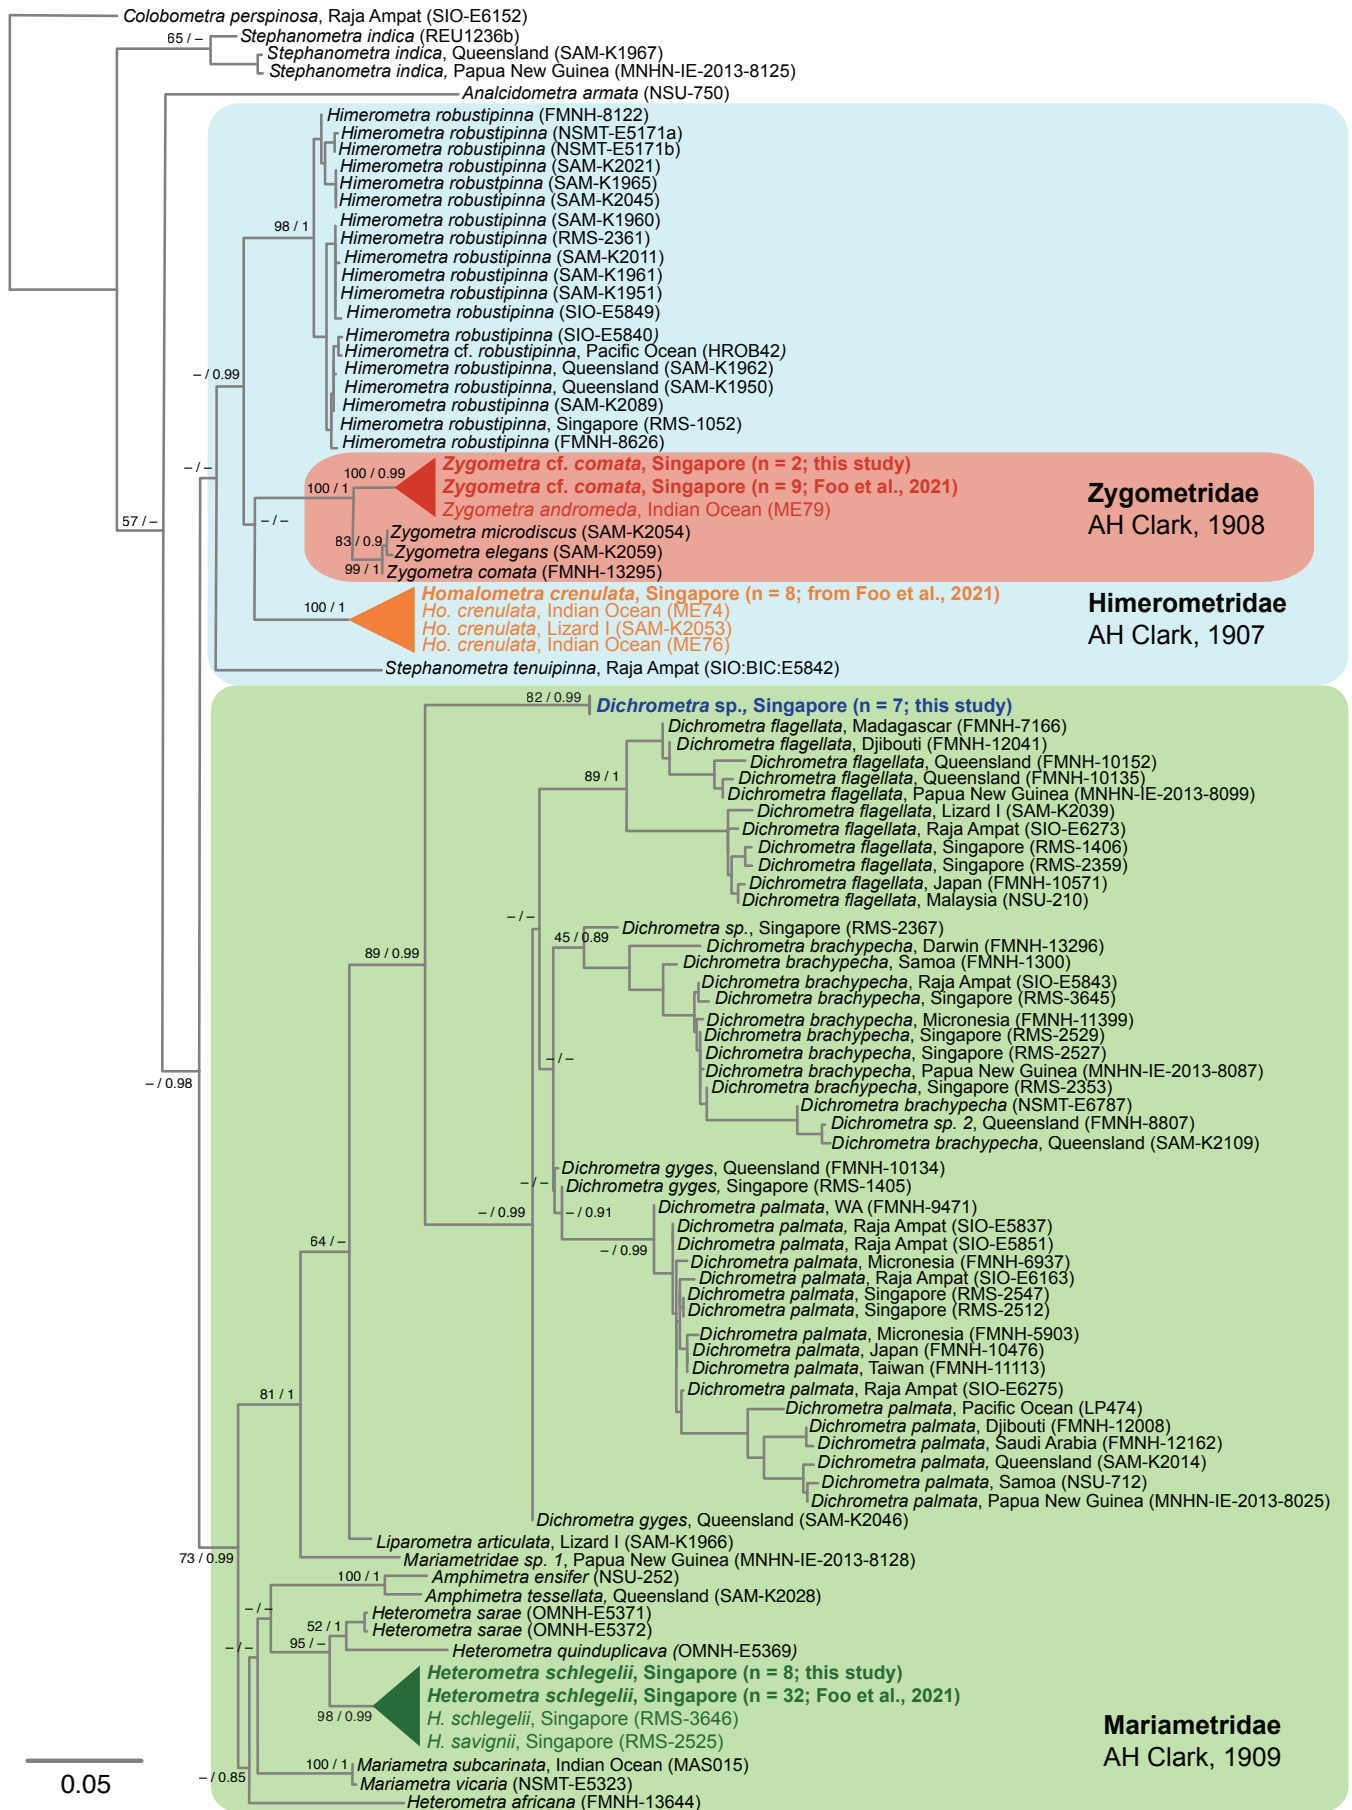 Colobometra perspinosa, Raja Ampat (SIO-E6152)
65 / –
Stephanometra indica (REU1236b)
Stephanometra indica, Queensland (SAM-K1967)
Stephanometra indica, Papua New Guinea (MNHN-IE-2013-8125)
Analcidometra armata (NSU-750)
Himerometra robustipinna (FMNH-8122)
Himerometra robustipinna (NSMT-E5171a)
Himerometra robustipinna (NSMT-E5171b)
Himerometra robustipinna (SAM-K2021)
Himerometra robustipinna (SAM-K1965)
Himerometra robustipinna (SAM-K2045)
Himerometra robustipinna (SAM-K1960)
98 / 1
Himerometra robustipinna (RMS-2361)
Himerometra robustipinna (SAM-K2011)
Himerometra robustipinna (SAM-K1961)
Himerometra robustipinna (SAM-K1951)
Himerometra robustipinna (SIO-E5849)
Himerometra robustipinna (SIO-E5840)
Himerometra cf. robustipinna, Pacific Ocean (HROB42)
Himerometra robustipinna, Queensland (SAM-K1962)
– / 0.99
Himerometra robustipinna, Queensland (SAM-K1950)
Himerometra robustipinna (SAM-K2089)
Himerometra robustipinna, Singapore (RMS-1052)
Himerometra robustipinna (FMNH-8626)
– / –
100 / 0.99
Zygometra cf. comata, Singapore (n = 2; this study)
100 / 1
Zygometra cf. comata, Singapore (n = 9; Foo et al., 2021)
Zygometra andromeda, Indian Ocean (ME79)
Zygometridae
AH Clark, 1908
57 / –
– / –
Zygometra microdiscus (SAM-K2054)
83 / 0.9
Zygometra elegans (SAM-K2059)
99 / 1
Zygometra comata (FMNH-13295)
Homalometra crenulata, Singapore (n = 8; from Foo et al., 2021)
100 / 1
Ho. crenulata, Indian Ocean (ME74)
Ho. crenulata, Lizard I (SAM-K2053)
Ho. crenulata, Indian Ocean (ME76)
Himerometridae
AH Clark, 1907
Stephanometra tenuipinna, Raja Ampat (SIO:BIC:E5842)
82 / 0.99
Dichrometra sp., Singapore (n = 7; this study)
Dichrometra flagellata, Madagascar (FMNH-7166)
Dichrometra flagellata, Djibouti (FMNH-12041)
Dichrometra flagellata, Queensland (FMNH-10152)
89 / 1
Dichrometra flagellata, Queensland (FMNH-10135)
Dichrometra flagellata, Papua New Guinea (MNHN-IE-2013-8099)
Dichrometra flagellata, Lizard I (SAM-K2039)
Dichrometra flagellata, Raja Ampat (SIO-E6273)
Dichrometra flagellata, Singapore (RMS-1406)
Dichrometra flagellata, Singapore (RMS-2359)
Dichrometra flagellata, Japan (FMNH-10571)
Dichrometra flagellata, Malaysia (NSU-210)
– / –
Dichrometra sp., Singapore (RMS-2367)
45 / 0.89
Dichrometra brachypecha, Darwin (FMNH-13296)
89 / 0.99
Dichrometra brachypecha, Samoa (FMNH-1300)
Dichrometra brachypecha, Raja Ampat (SIO-E5843)
Dichrometra brachypecha, Singapore (RMS-3645)
Dichrometra brachypecha, Micronesia (FMNH-11399)
Dichrometra brachypecha, Singapore (RMS-2529)
Dichrometra brachypecha, Singapore (RMS-2527)
– / –
Dichrometra brachypecha, Papua New Guinea (MNHN-IE-2013-8087)
– / 0.98
Dichrometra brachypecha, Singapore (RMS-2353)
Dichrometra brachypecha (NSMT-E6787)
Dichrometra sp. 2, Queensland (FMNH-8807)
Dichrometra brachypecha, Queensland (SAM-K2109)
Dichrometra gyges, Queensland (FMNH-10134)
– / –
Dichrometra gyges, Singapore (RMS-1405)
Dichrometra palmata, WA (FMNH-9471)
– / 0.99
– / 0.91
Dichrometra palmata, Raja Ampat (SIO-E5837)
64 / –
– / 0.99
Dichrometra palmata, Raja Ampat (SIO-E5851)
Dichrometra palmata, Micronesia (FMNH-6937)
Dichrometra palmata, Raja Ampat (SIO-E6163)
Dichrometra palmata, Singapore (RMS-2547)
Dichrometra palmata, Singapore (RMS-2512)
Dichrometra palmata, Micronesia (FMNH-5903)
Dichrometra palmata, Japan (FMNH-10476)
Dichrometra palmata, Taiwan (FMNH-11113)
81 / 1
Dichrometra palmata, Raja Ampat (SIO-E6275)
Dichrometra palmata, Pacific Ocean (LP474)
Dichrometra palmata, Djibouti (FMNH-12008)
Dichrometra palmata, Saudi Arabia (FMNH-12162)
Dichrometra palmata, Queensland (SAM-K2014)
Dichrometra palmata, Samoa (NSU-712)
Dichrometra palmata, Papua New Guinea (MNHN-IE-2013-8025)
Dichrometra gyges, Queensland (SAM-K2046)
Liparometra articulata, Lizard I (SAM-K1966)
73 / 0.99
Mariametridae sp. 1, Papua New Guinea (MNHN-IE-2013-8128)
100 / 1
Amphimetra ensifer (NSU-252)
Amphimetra tessellata, Queensland (SAM-K2028)
– / –
Heterometra sarae (OMNH-E5371)
52 / 1
Heterometra sarae (OMNH-E5372)
– / –
95 / –
Heterometra quinduplicava (OMNH-E5369)
Heterometra schlegelii, Singapore (n = 8; this study)
Heterometra schlegelii, Singapore (n = 32; Foo et al., 2021)
98 / 0.99
H. schlegelii, Singapore (RMS-3646)
H. savignii, Singapore (RMS-2525)
Mariametridae
AH Clark, 1909
100 / 1
Mariametra subcarinata, Indian Ocean (MAS015)
– / 0.85
Mariametra vicaria (NSMT-E5323)
Heterometra africana (FMNH-13644)
0.05